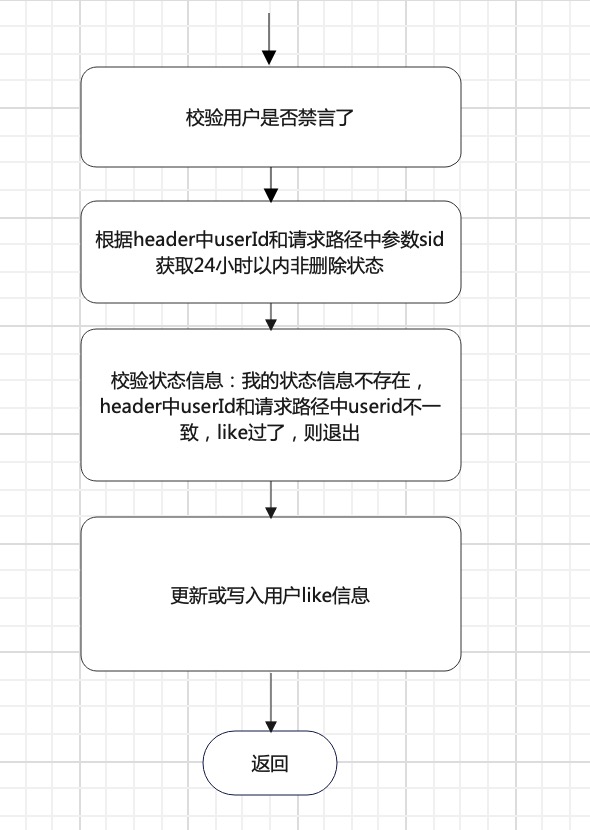 校验用户是否禁言了
根据header中userId和请求路径中参数sid
获取24小时以内非删除状态
校验状态信息：我的状态信息不存在，
header中userId和请求路径中userid不一
致，like过了，则退出
更新或写入用户like信息
返回